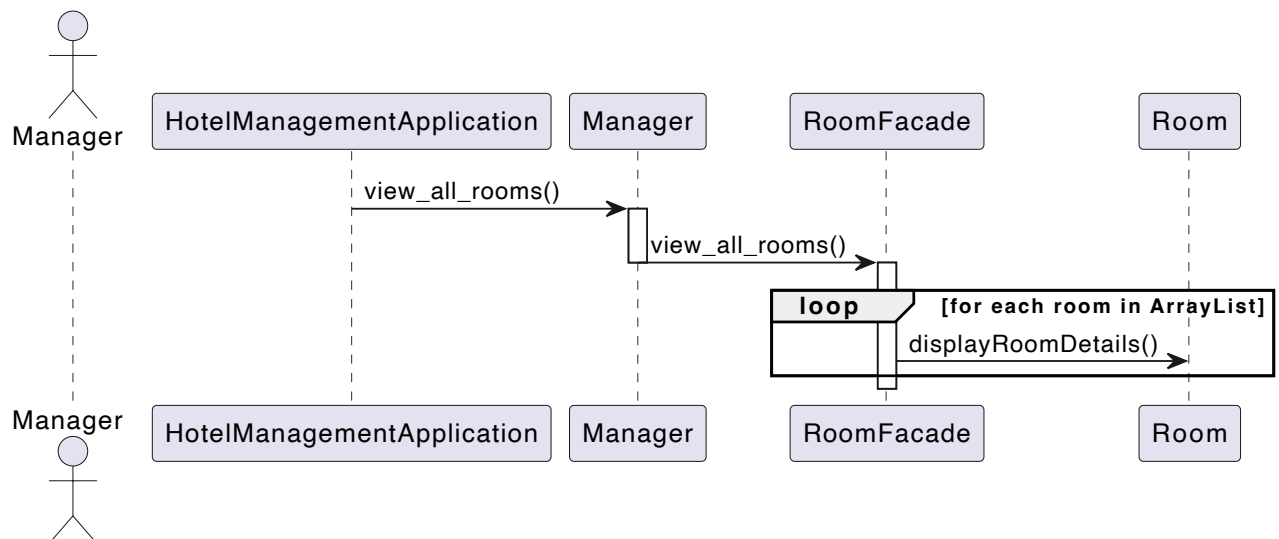 Manager
HotelManagementApplication
Manager
RoomFacade
Room
view_all_rooms()
view_all_rooms()
loop
[for each room in ArrayList]
displayRoomDetails()
Manager
HotelManagementApplication
Manager
RoomFacade
Room